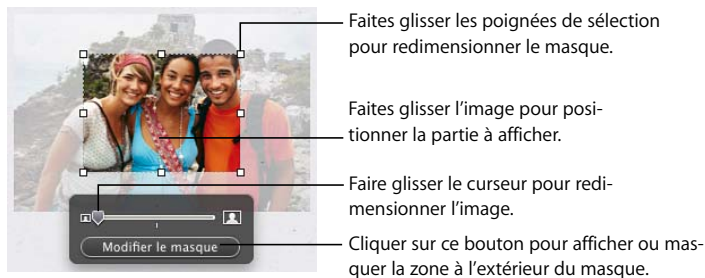 Faites glisser les poignées de sélection
pour redimensionner le masque.
Faites glisser l’image pour posi-
tionner la partie à afficher.
Faire glisser le curseur pour redi-
mensionner l’image.
Modifier le masque
Cliquer sur ce bouton pour afficher ou mas-
quer la zone à l’extérieur du masque.